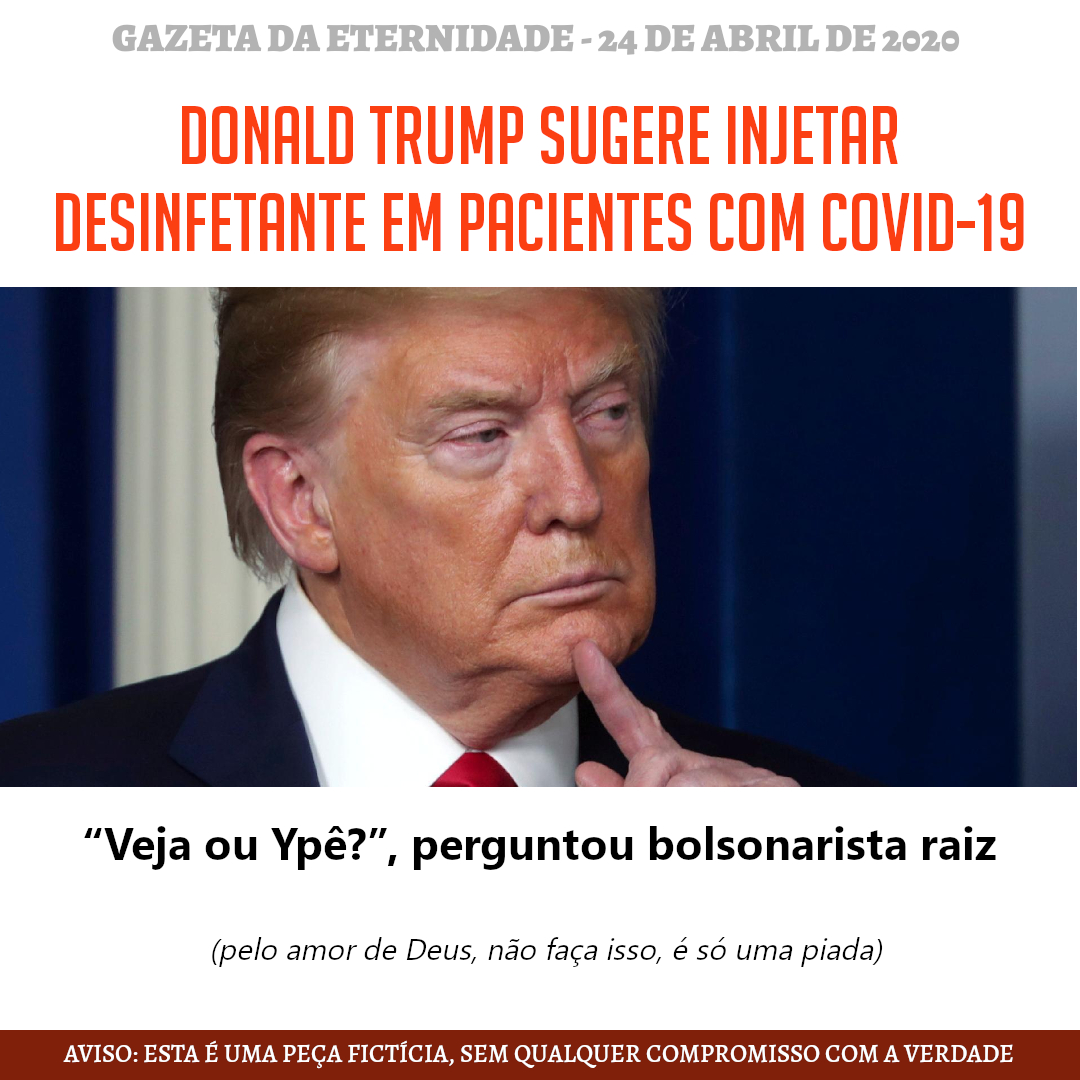 GAZETA DA ETERNIDADE - 24 DE ABRIL DE 2020
DONALD TRUMP SUGERE INJETAR
DESINFETANTE EM PACIENTES COM COVID-19
“Veja ou Ypê?”, perguntou bolsonarista raiz
(pelo amor de Deus, não faça isso, é só uma piada)
AVISO: ESTA É UMA PEÇA FICTÍCIA, SEM QUALQUER COMPROMISSO COM A VERDADE